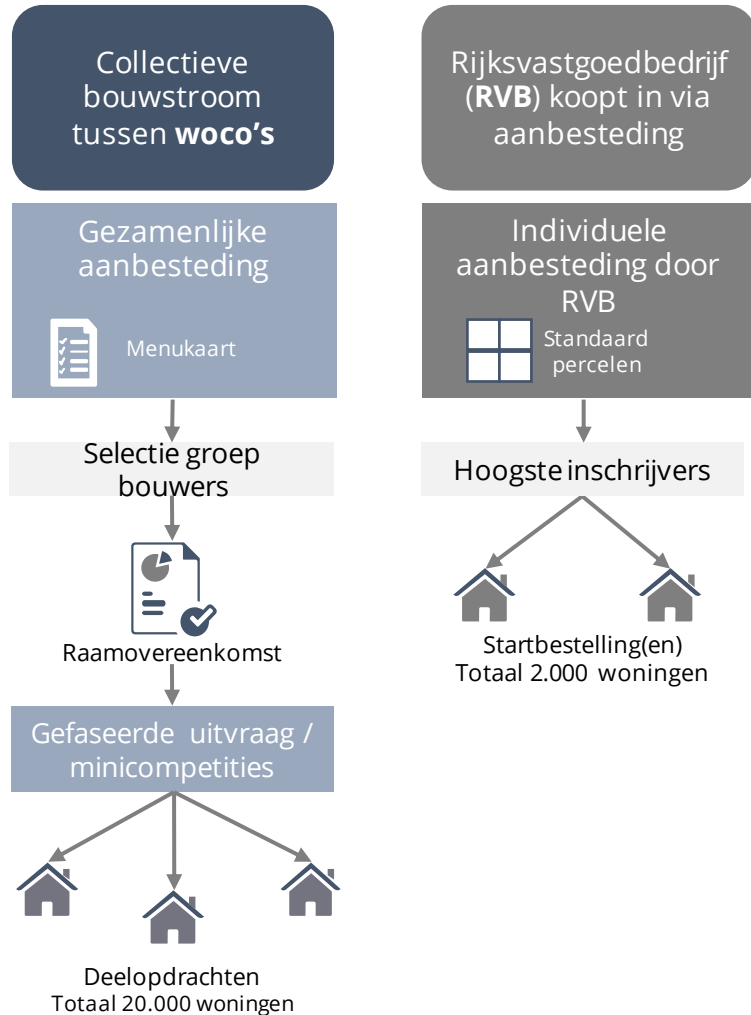 Collectieve
bouwstroom
tussen woco's
Gezamenlijke
aanbesteding
Menukaart
Selectie groep
bouwers
Raamovereenkomst
Gefaseerde uitvraag /
minicompetities
Deelopdrachten
Totaal 20.000 woningen
Rijksvastgoedbedrijf
(RVB) koopt in via
aanbesteding
Individuele
aanbesteding door
RVB
Standaard
percelen
Hoogste inschrijvers
Startbestelling(en)
Totaal 2.000 woningen